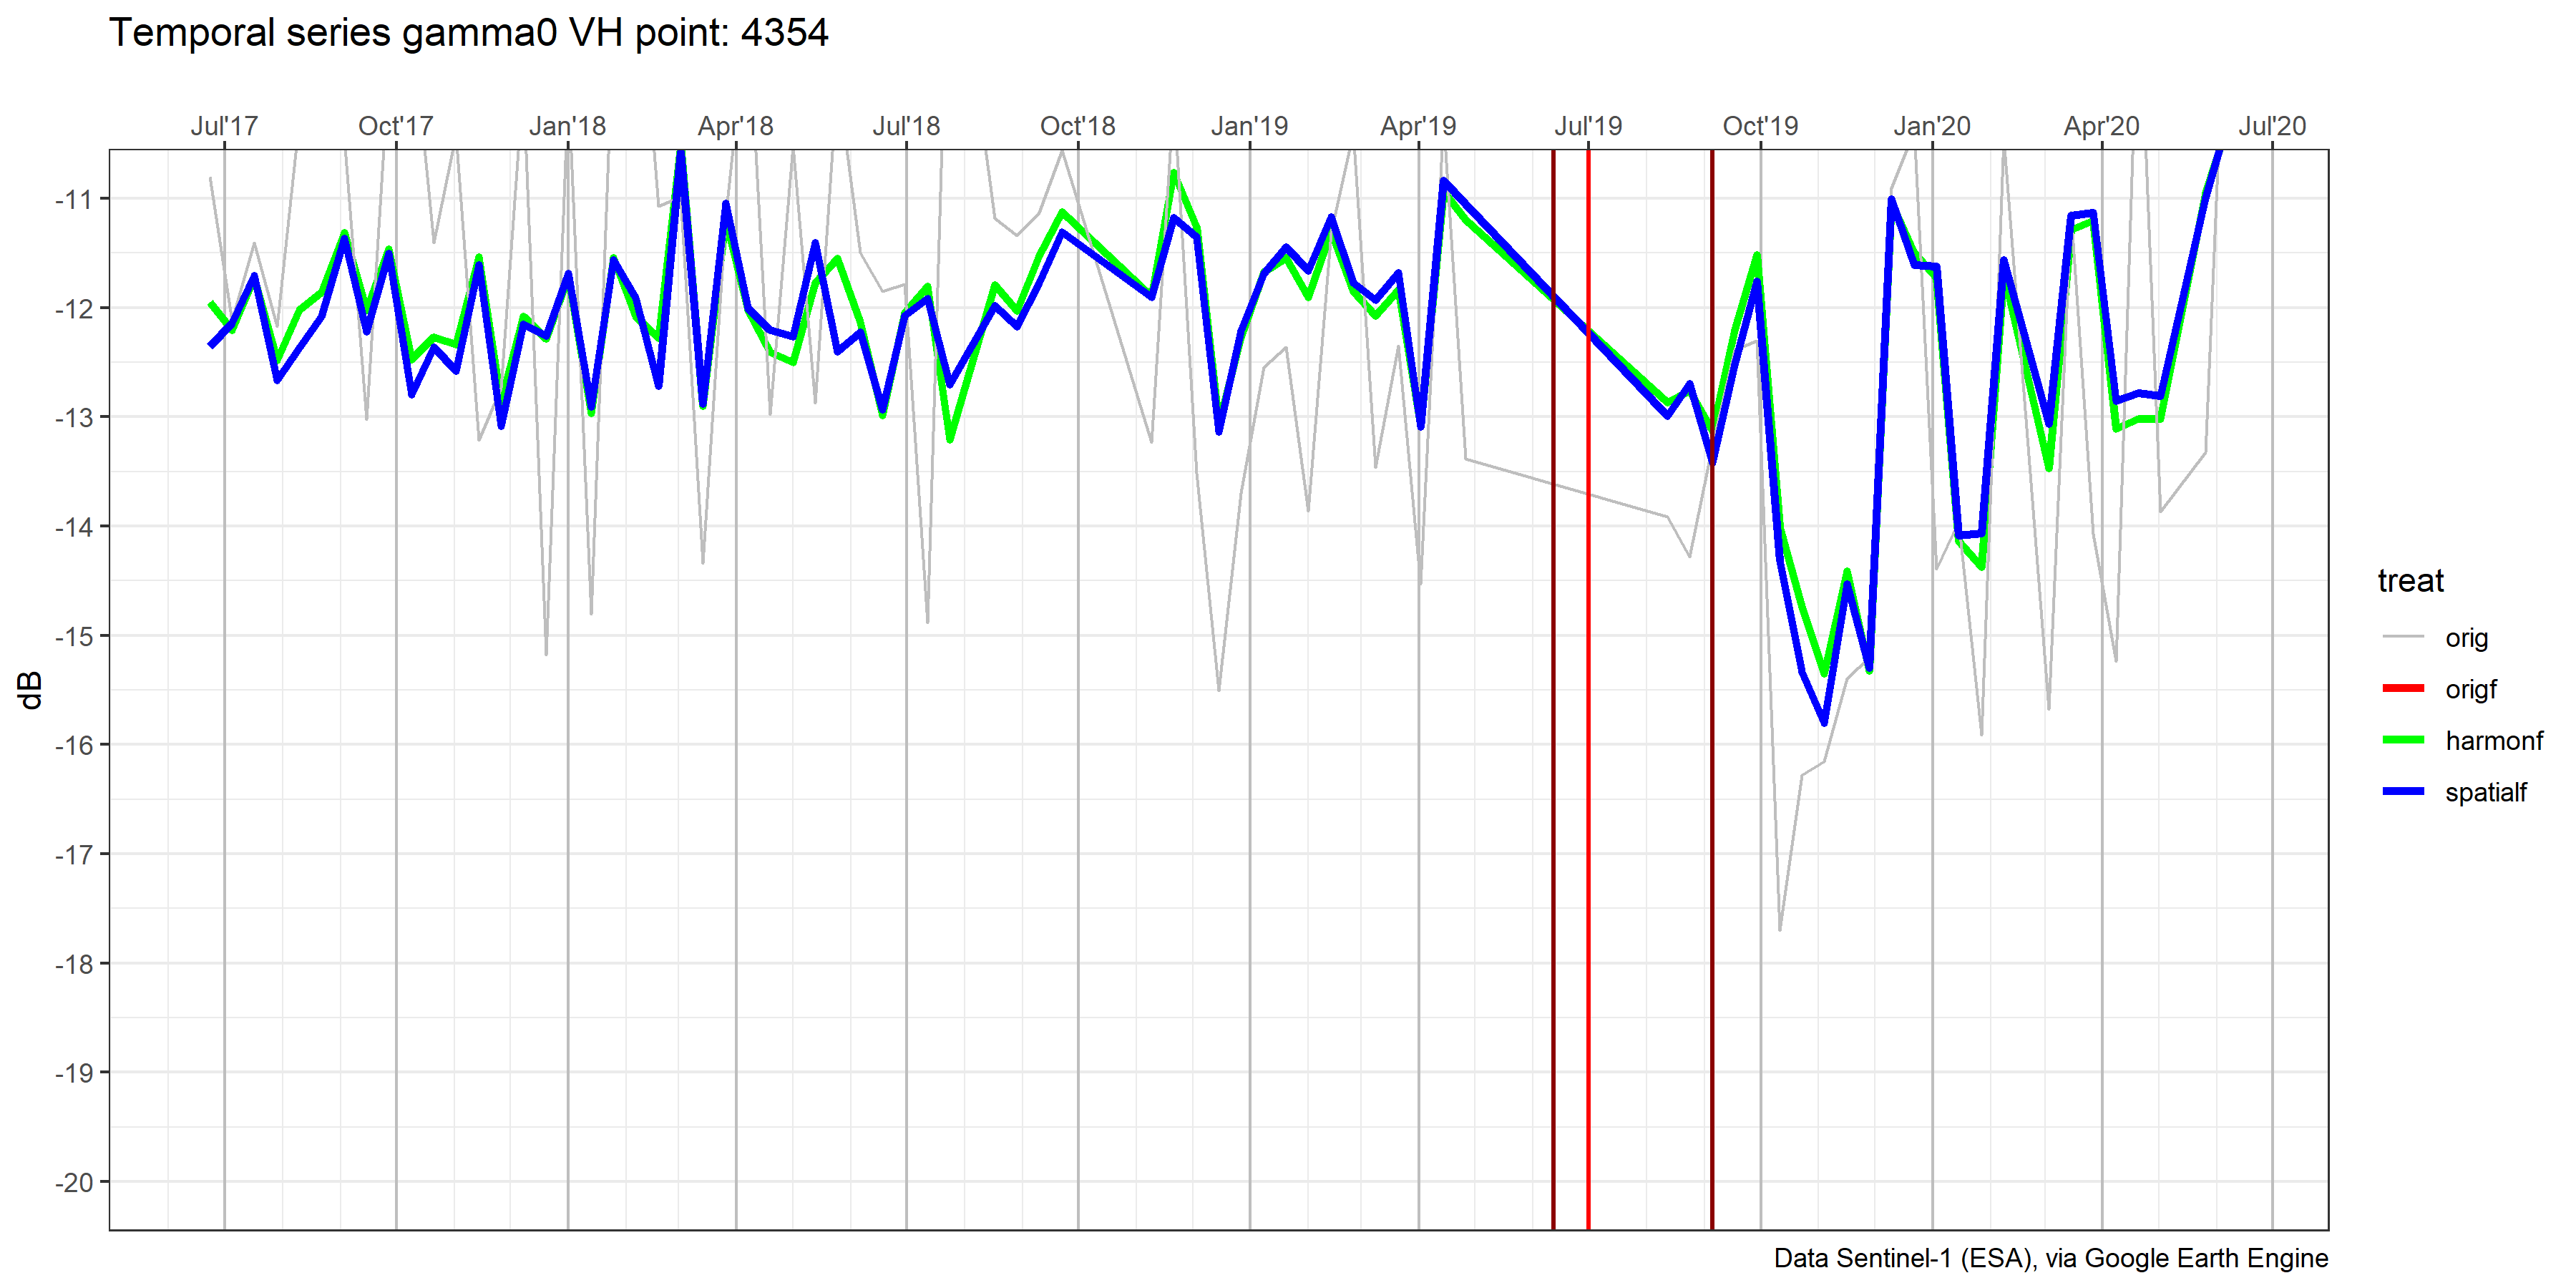 Temporal series gamma0 VH point: 4354
Jul'17 Oct'17 Jan'18 Apr'18 Jul'18 Oct'18 Jan'19 Apr'19 Jul'19 Oct'19 Jan'20 Apr'20 Jul'20
-11
-12
-13
-14
-15
-16
-17
-18
-19
-20
dB
treat
orig
origf
harmonf
spatialf
Data Sentinel-1 (ESA), via Google Earth Engine